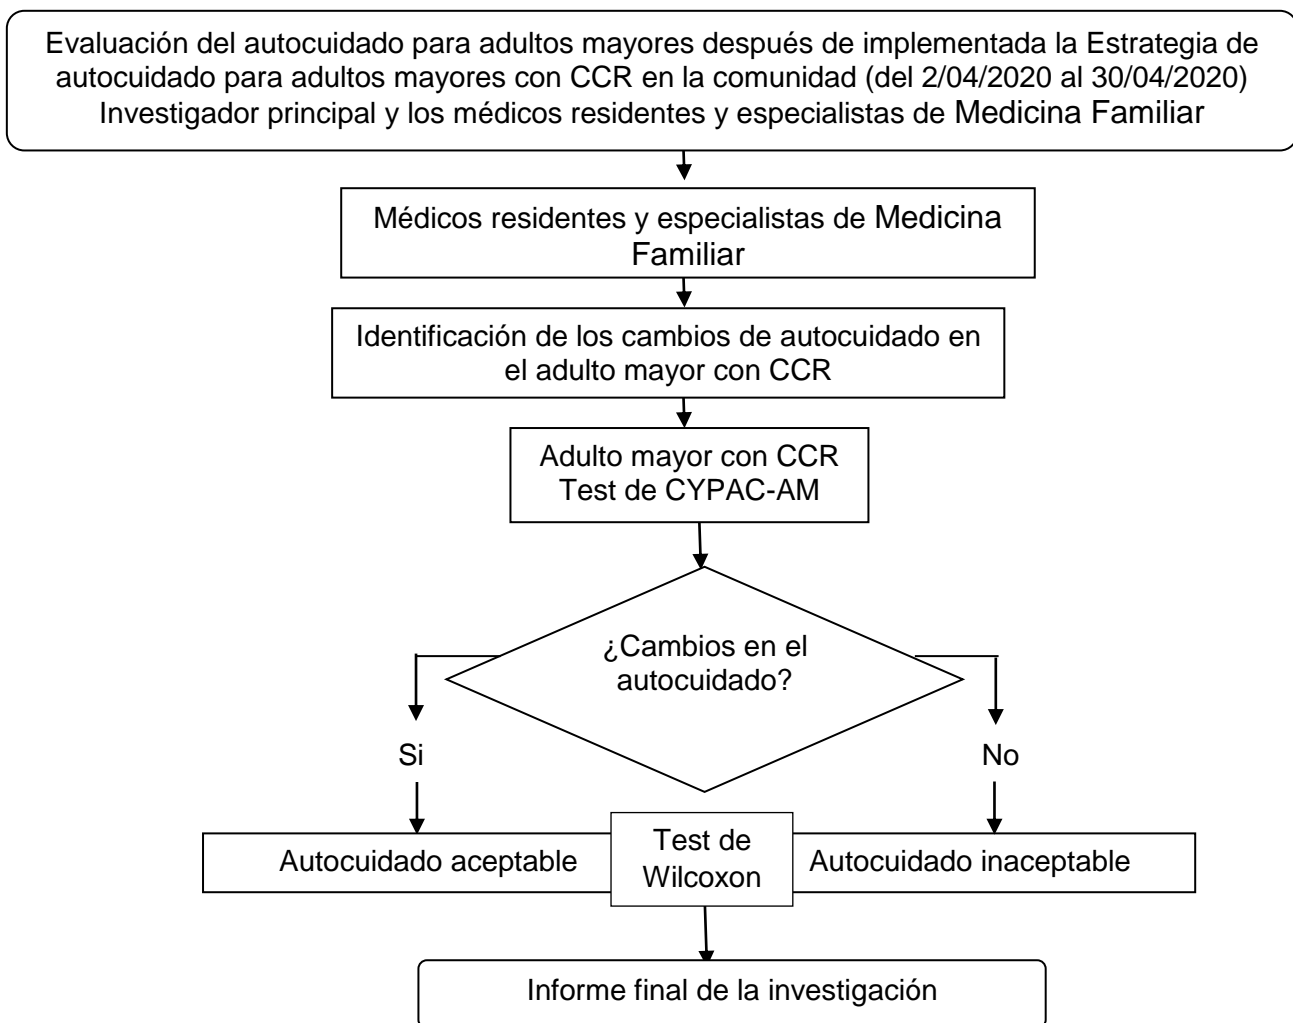 Evaluación del autocuidado para adultos mayores después de implementada la Estrategia de
autocuidado para adultos mayores con CCR en la comunidad (del 2/04/2020 al 30/04/2020)
Investigador principal y los médicos residentes y especialistas de Medicina Familiar
Médicos residentes y especialistas de Medicina
Familiar
Identificación de los cambios de autocuidado en
el adulto mayor con CCR
Adulto mayor con CCR
Test de CYPAC-AM
¿Cambios en el
autocuidado?
Si
No
Autocuidado aceptable
Test de
Wilcoxon
Autocuidado inaceptable
Informe final de la investigación